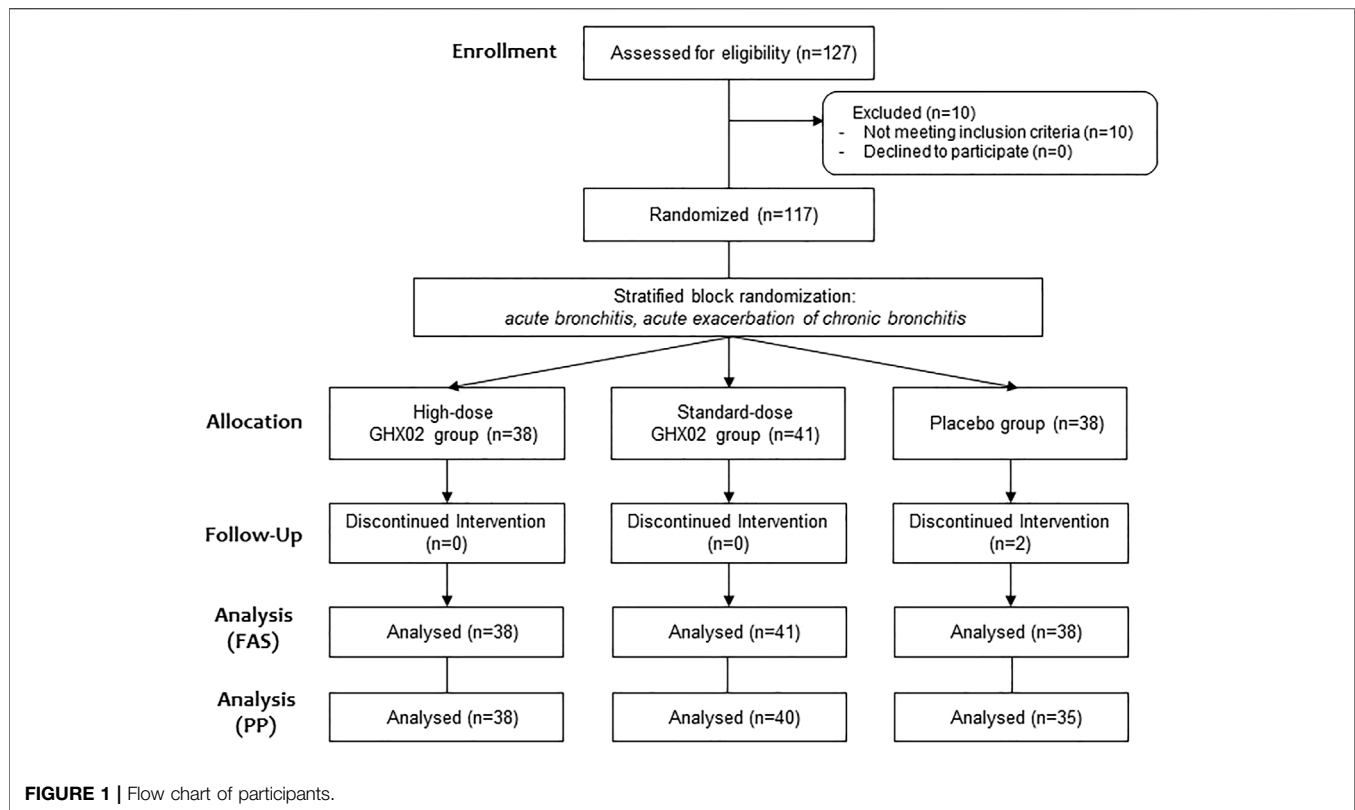 Enrollment
Assessed for eligibility (n=127)
Excluded (n=10)
- Not meeting inclusion criteria (n=10)
- Declined to participate (n=0)
Randomized (n=117)
Stratified block randomization:
acute bronchitis, acute exacerbation of chronic bronchitis
Allocation
High-dose
GHX02 group (n=38)
Standard-dose
GHX02 group (n=41)
Placebo group (n=38)
Follow-Up
Discontinued Intervention
(n=0)
Discontinued Intervention
(n=0)
Discontinued Intervention
(n=2)
Analysis
(FAS)
Analysed (n=38)
Analysed (n=41)
Analysed (n=38)
Analysis
(PP)
Analysed (n=38)
Analysed (n=40)
Analysed (n=35)
FIGURE 1 | Flow chart of participants.